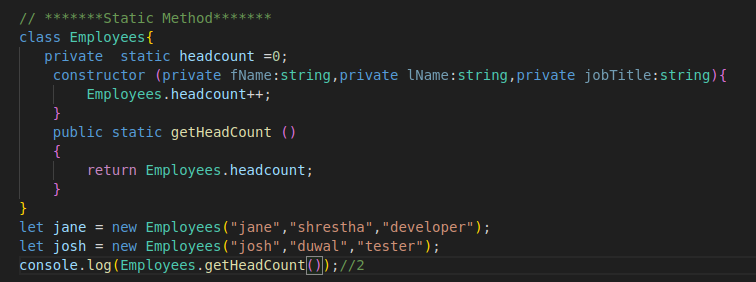 // *******Static Method*******
class Employees{
private  static headcount =0;
constructor (private fName:string,private lName:string,private jobTitle:string){
Employees.headcount++;
}
public static getHeadCount ()
{
return Employees.headcount;
}
}
let jane = new Employees("jane","shrestha","developer");
let josh = new Employees("josh","duwal","tester");
console.log(Employees.getHeadCount());//2